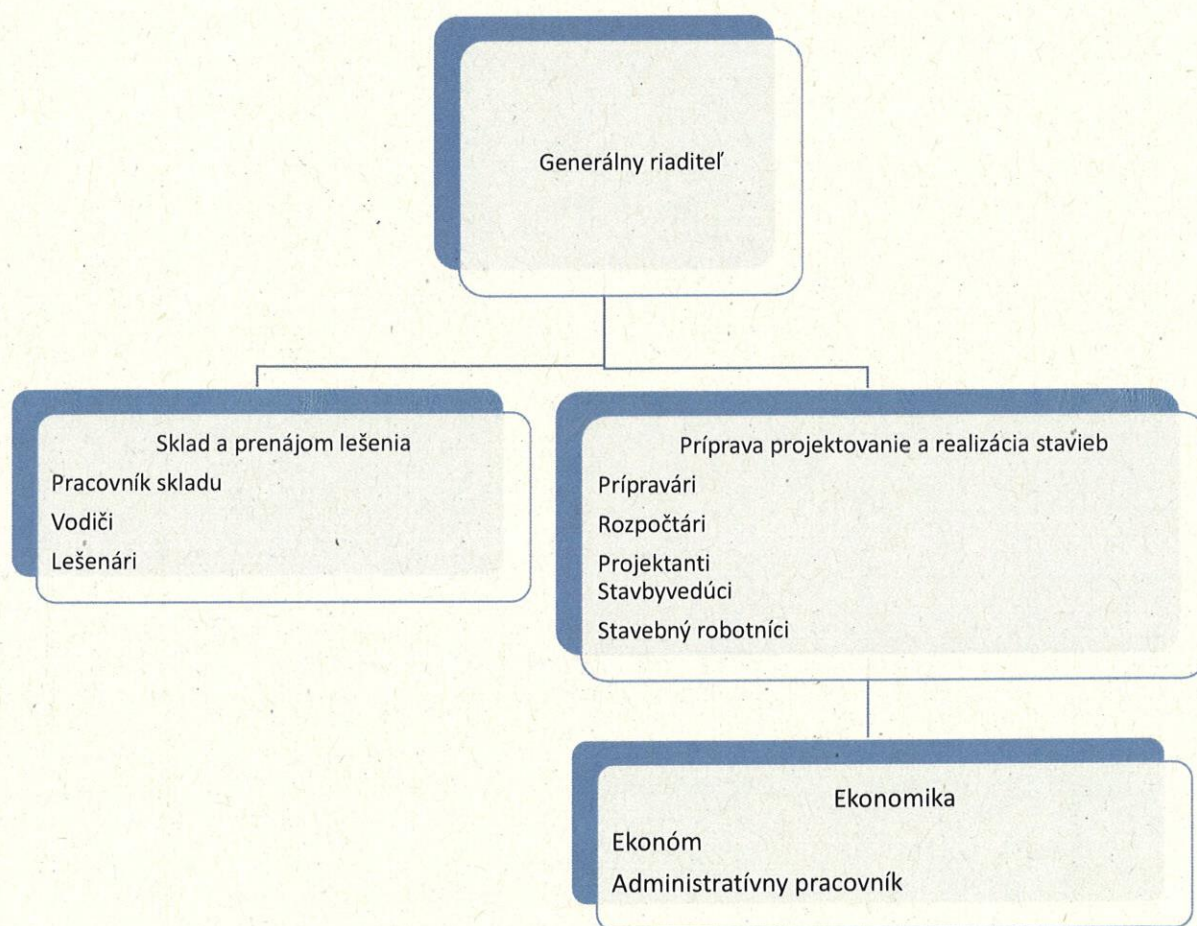 Generálny riaditeľ
Sklad a prenájom lešenia
Pracovník skladu
Vodiči
Lešenári
Príprava projektovanie a realizácia stavieb
Prípravári
Rozpočtári
Projektanti
Stavbyvedúci
Stavebný robotníci
Ekonomika
Ekonóm
Administratívny pracovník